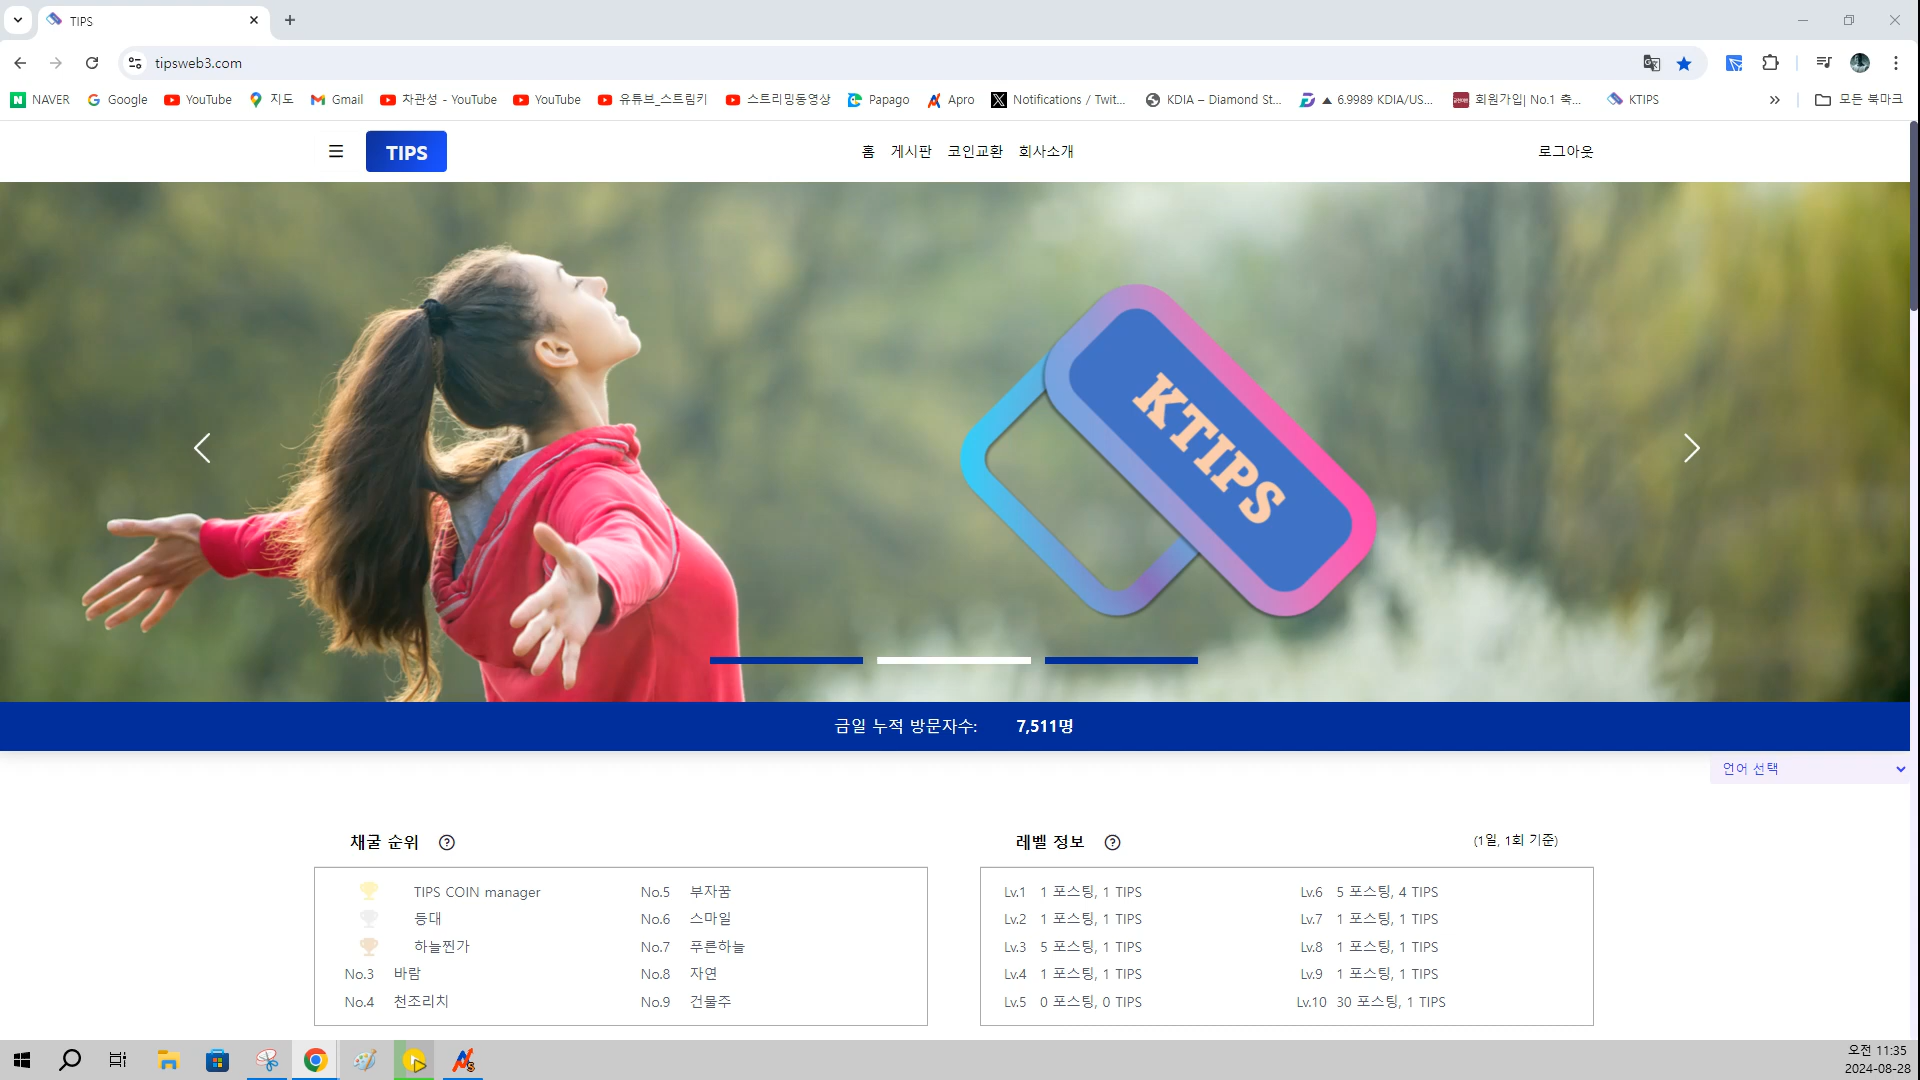 TIPS
tipsweb3.com
NAVER Google YouTube 지도 Gmail 차관성 - YouTube YouTube 유튜브_스트림키 스트리밍동영상 Papago Apro Notifications / Twit... KDIA – Diamond St... ▲ 6.9989 KDIA/US... 회원가입| No.1 축... KTIPS » 모든 북마크
TIPS 홈 게시판 코인교환 회사소개 로그아웃
KTIPS
금일 누적 방문자수: 7,511명
언어 선택
채굴 순위
TIPS COIN manager No.5 부자꿈
등대 No.6 스마일
하늘찐가 No.7 푸른하늘
No.3 바람 No.8 자연
No.4 천조리치 No.9 건물주
레벨 정보 (1일, 1회 기준)
Lv.1 1 포스팅, 1 TIPS Lv.6 5 포스팅, 4 TIPS
Lv.2 1 포스팅, 1 TIPS Lv.7 1 포스팅, 1 TIPS
Lv.3 5 포스팅, 1 TIPS Lv.8 1 포스팅, 1 TIPS
Lv.4 1 포스팅, 1 TIPS Lv.9 1 포스팅, 1 TIPS
Lv.5 0 포스팅, 0 TIPS Lv.10 30 포스팅, 1 TIPS
오전 11:35
2024-08-28